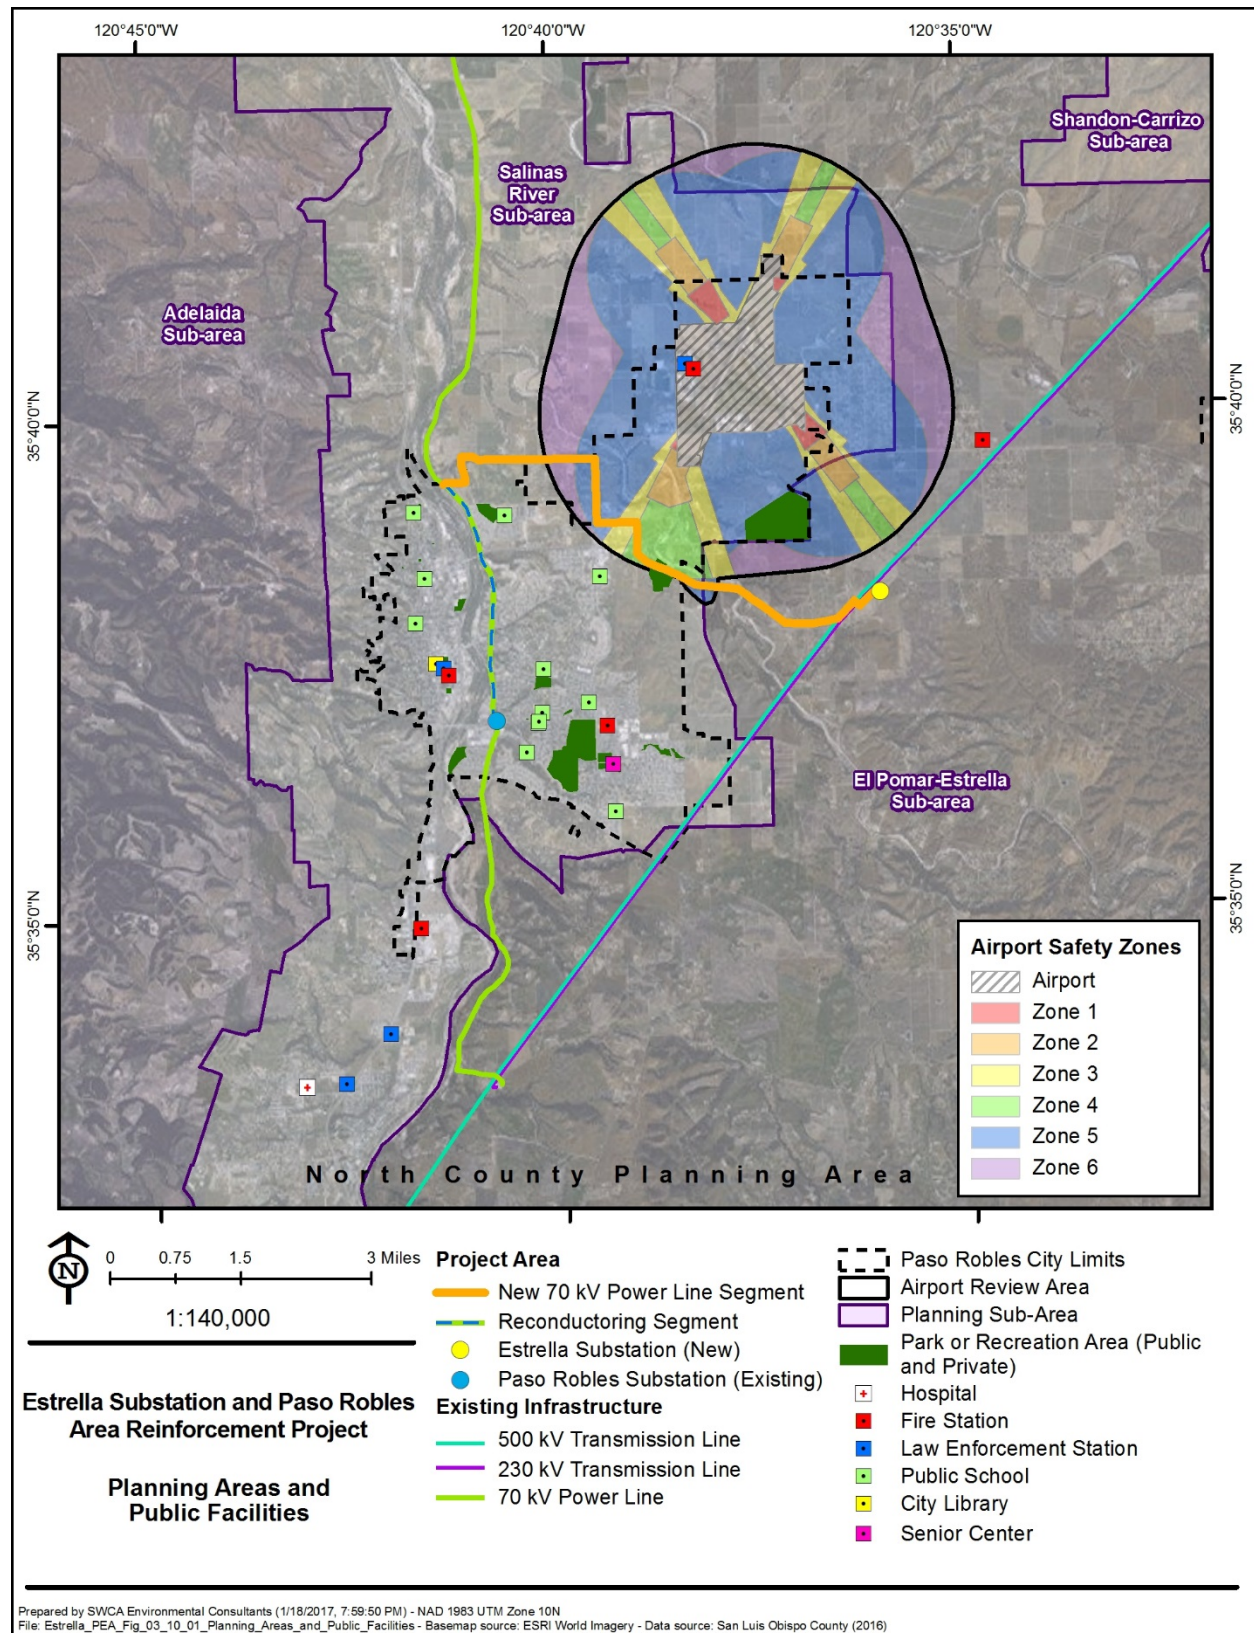 120°45'0"W
120°40'0"W
120°35'0"W
Shandon-Carrizo
Sub-area
Salinas
River
Sub-area
Adelaida
Sub-area
35°40'0"N
35°40'0"N
El Pomar-Estrella
Sub-area
35°35'0"N
35°35'0"N
Airport Safety Zones
Airport
Zone 1
Zone 2
Zone 3
Zone 4
Zone 5
Zone 6
North County Planning Area
N
0 0.75 1.5 3 Miles
1:140,000
Estrella Substation and Paso Robles
Area Reinforcement Project
Planning Areas and
Public Facilities
Project Area
New 70 kV Power Line Segment
Reconductoring Segment
Estrella Substation (New)
Paso Robles Substation (Existing)
Existing Infrastructure
500 kV Transmission Line
230 kV Transmission Line
70 kV Power Line
Paso Robles City Limits
Airport Review Area
Planning Sub-Area
Park or Recreation Area (Public
and Private)
Hospital
Fire Station
Law Enforcement Station
Public School
City Library
Senior Center
Prepared by SWCA Environmental Consultants (1/18/2017, 7:59:50 PM) - NAD 1983 UTM Zone 10N
File: Estrella_PEA_Fig_03_10_01_Planning_Areas_and_Public_Facilities - Basemap source: ESRI World Imagery - Data source: San Luis Obispo County (2016)